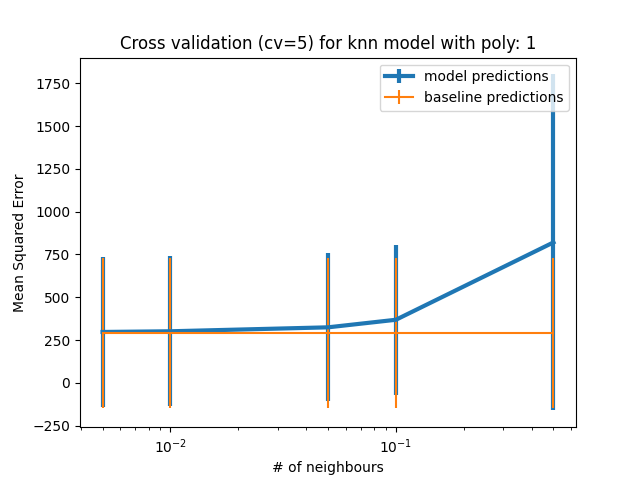 Cross validation (cv=5) for knn model with poly: 1
model predictions
baseline predictions
Mean Squared Error
1750
1500
1250
1000
750
500
250
0
−250
10⁻² 10⁻¹
# of neighbours